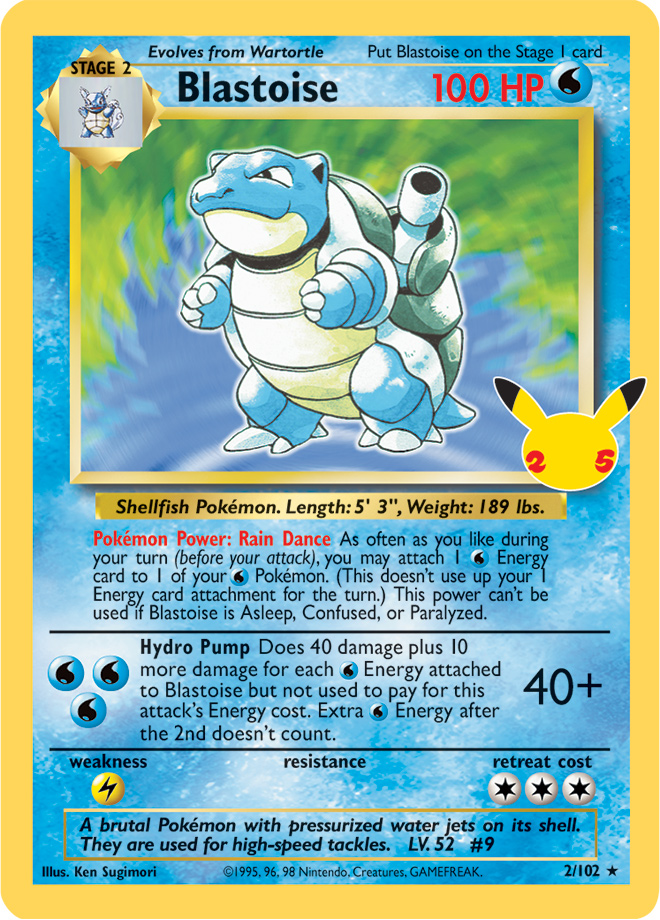 Evolves from Wartortle Put Blastoise on the Stage 1 card
STAGE 2
Blastoise 100 HP
25
Shellfish Pokémon. Length: 5' 3", Weight: 189 lbs.
Pokémon Power: Rain Dance As often as you like during
your turn (before your attack), you may attach 1 Energy
card to 1 of your Pokémon. (This doesn't use up your 1
Energy card attachment for the turn.) This power can't be
used if Blastoise is Asleep, Confused, or Paralyzed.
Hydro Pump Does 40 damage plus 10
more damage for each Energy attached
to Blastoise but not used to pay for this
attack's Energy cost. Extra Energy after
the 2nd doesn't count.
40+
weakness resistance retreat cost
A brutal Pokémon with pressurized water jets on its shell.
They are used for high-speed tackles. LV. 52 #9
Illus. Ken Sugimori ©1995, 96, 98 Nintendo, Creatures, GAMEFREAK. 2/102 ★